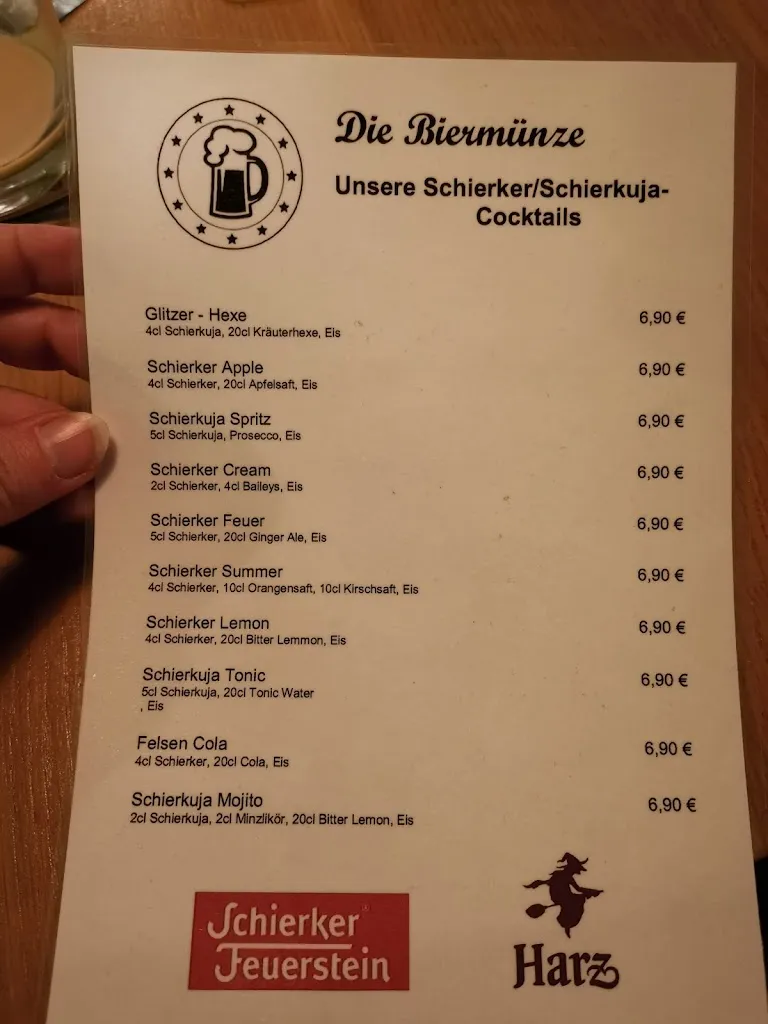 Die Biermünze
Unsere Schierker/Schierkuja-
Cocktails
Glitzer - Hexe 6,90 €
4cl Schierkuja, 20cl Kräuterhexe, Eis
Schierker Apple 6,90 €
4cl Schierker, 20cl Apfelsaft, Eis
Schierkuja Spritz 6,90 €
5cl Schierkuja, Prosecco, Eis
Schierker Cream 6,90 €
2cl Schierker, 4cl Baileys, Eis
Schierker Feuer 6,90 €
5cl Schierker, 20cl Ginger Ale, Eis
Schierker Summer 6,90 €
4cl Schierker, 10cl Orangensaft, 10cl Kirschsaft, Eis
Schierker Lemon 6,90 €
4cl Schierker, 20cl Bitter Lemmon, Eis
Schierkuja Tonic 6,90 €
5cl Schierkuja, 20cl Tonic Water
, Eis
Felsen Cola 6,90 €
4cl Schierker, 20cl Cola, Eis
Schierkuja Mojito 6,90 €
2cl Schierkuja, 2cl Minzlikör, 20cl Bitter Lemon, Eis
Schierker®
Feuerstein
Harz